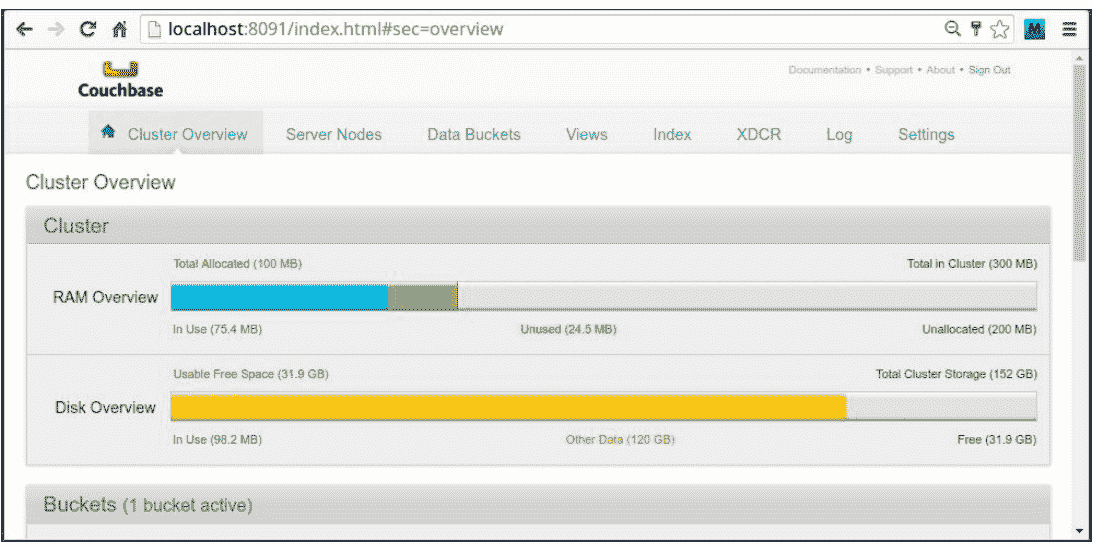 localhost:8091/index.html#sec=overview
M
Couchbase
Documentation • Support • About • Sign Out
Cluster Overview Server Nodes Data Buckets Views Index XDCR Log Settings
Cluster Overview
Cluster
Total Allocated (100 MB) Total in Cluster (300 MB)
RAM Overview
In Use (75.4 MB) Unused (24.5 MB) Unallocated (200 MB)
Usable Free Space (31.9 GB) Total Cluster Storage (152 GB)
Disk Overview
In Use (98.2 MB) Other Data (120 GB) Free (31.9 GB)
Buckets (1 bucket active)